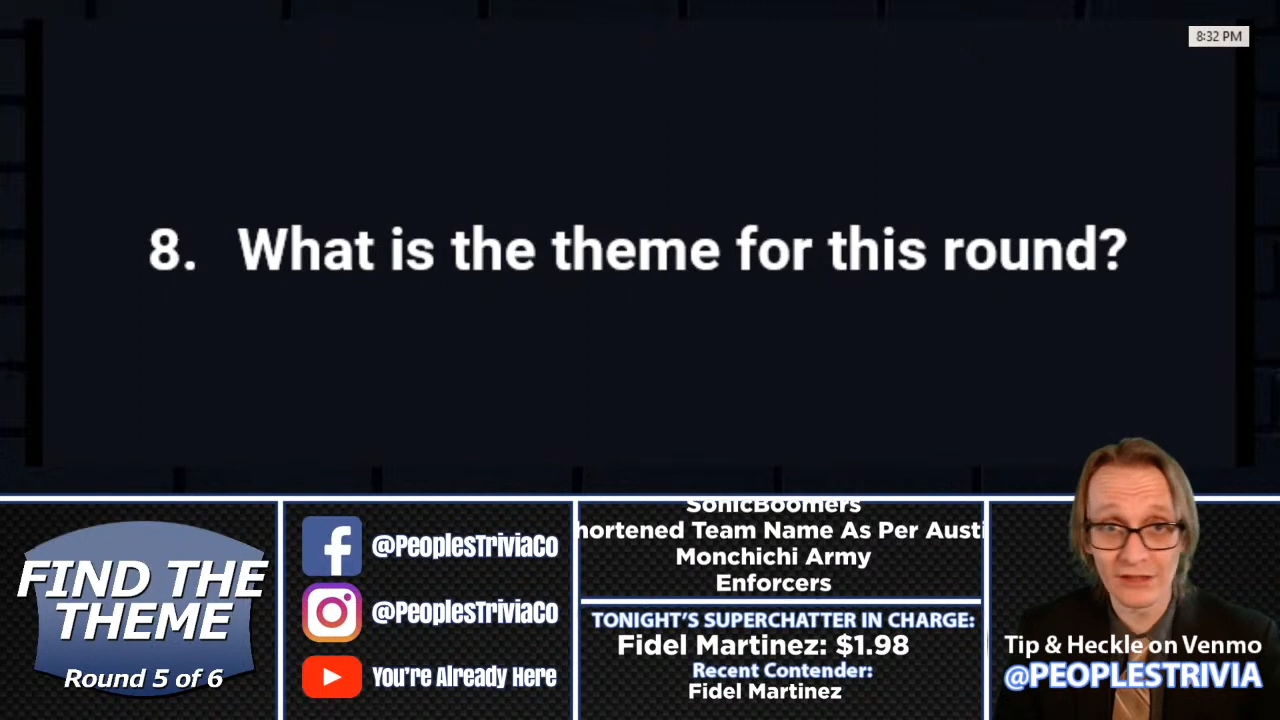 8:32 PM
8. What is the theme for this round?
FIND THE
THEME
Round 5 of 6
@PeoplesTriviaCo
@PeoplesTriviaCo
You're Already Here
SonicBoomers
hortened Team Name As Per Austi
Monchichi Army
Enforcers
TONIGHT'S SUPERCHATTER IN CHARGE:
Fidel Martinez: $1.98
Recent Contender:
Fidel Martinez
Tip & Heckle on Venmo
@PEOPLESTRIVIA